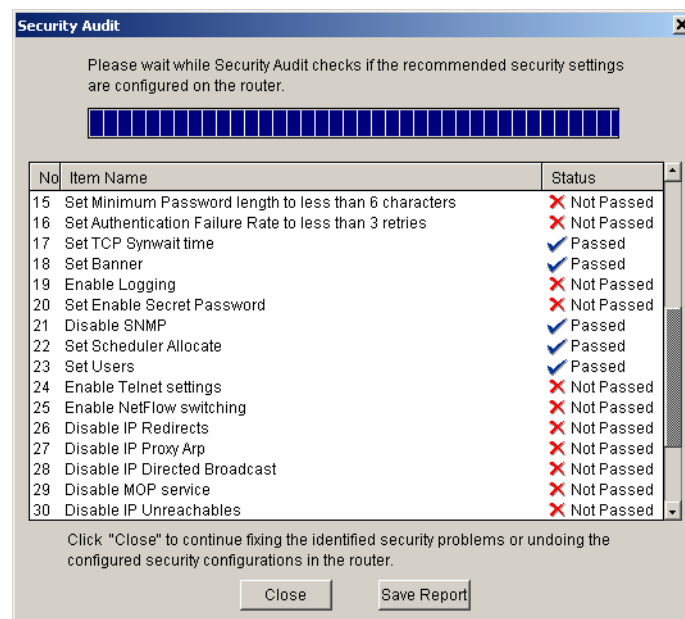 Security Audit
Please wait while Security Audit checks if the recommended security settings
are configured on the router.
No Item Name Status
15 Set Minimum Password length to less than 6 characters Not Passed
16 Set Authentication Failure Rate to less than 3 retries Not Passed
17 Set TCP Synwait time Passed
18 Set Banner Passed
19 Enable Logging Not Passed
20 Set Enable Secret Password Not Passed
21 Disable SNMP Passed
22 Set Scheduler Allocate Passed
23 Set Users Passed
24 Enable Telnet settings Not Passed
25 Enable NetFlow switching Not Passed
26 Disable IP Redirects Not Passed
27 Disable IP Proxy Arp Not Passed
28 Disable IP Directed Broadcast Not Passed
29 Disable MOP service Not Passed
30 Disable IP Unreachables Not Passed
Click "Close" to continue fixing the identified security problems or undoing the
configured security configurations in the router.
Close Save Report